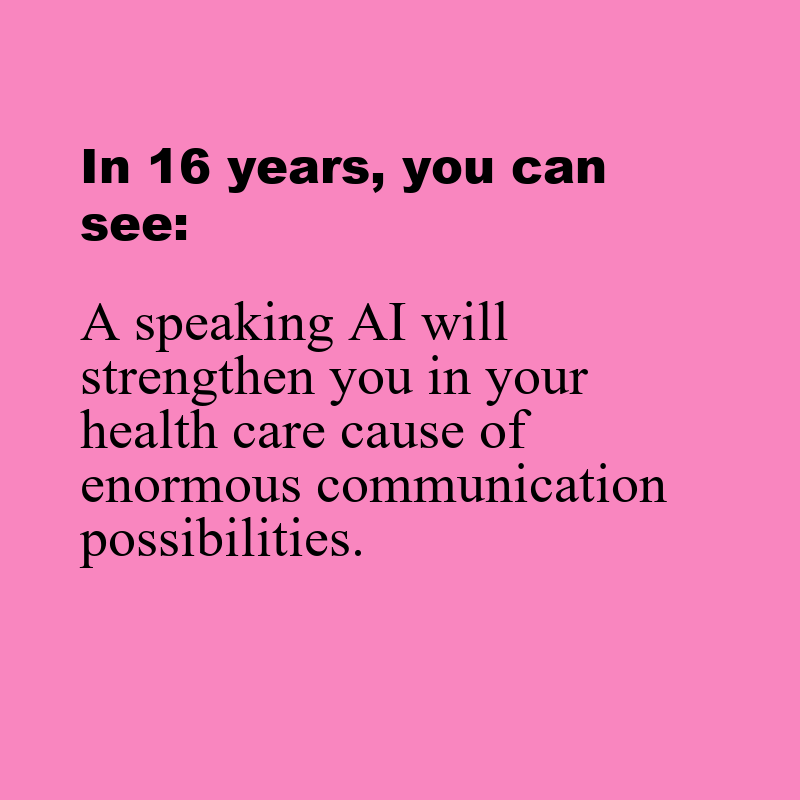 In 16 years, you can
see:
A speaking AI will
strengthen you in your
health care cause of
enormous communication
possibilities.